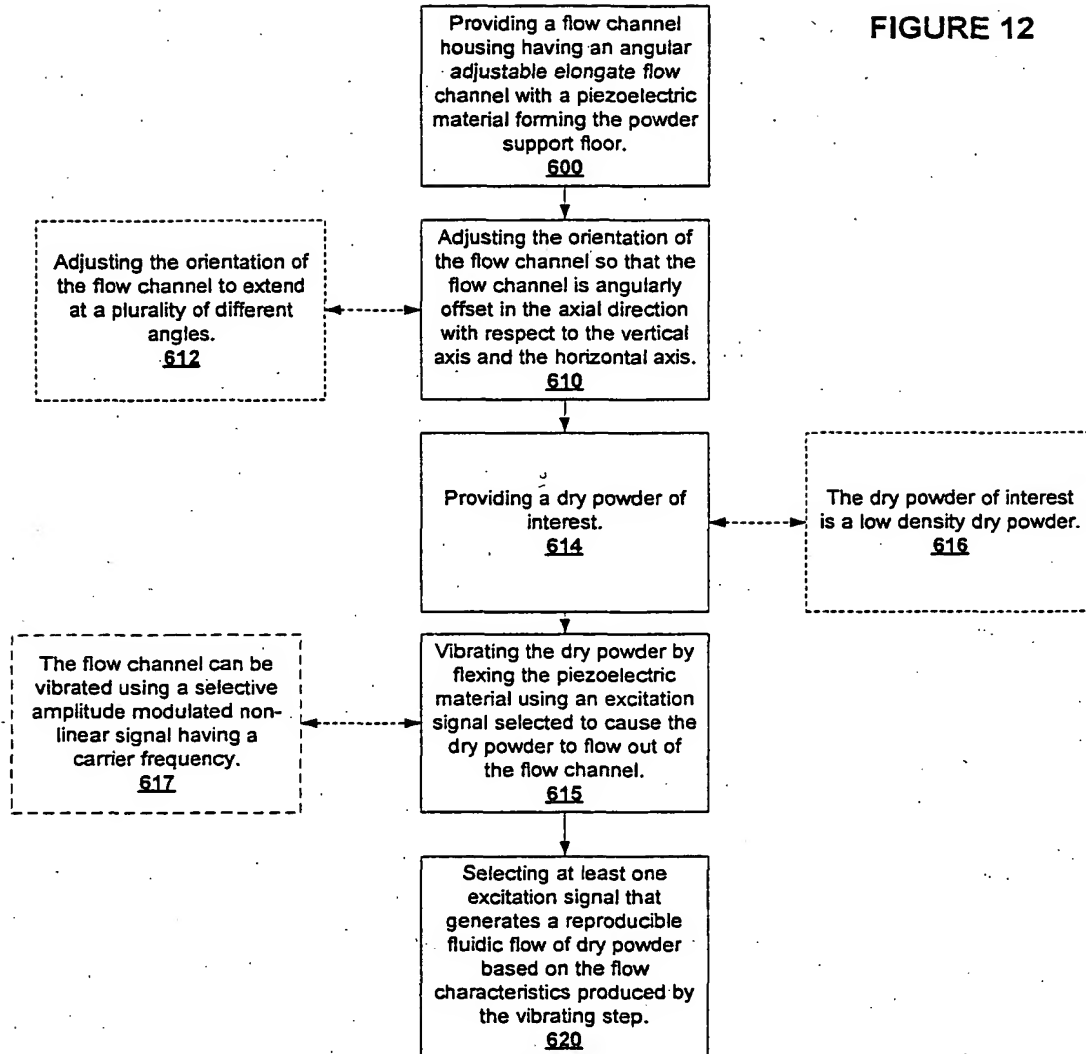 FIGURE 12
Providing a flow channel
housing having an angular
adjustable elongate flow
channel with a piezoelectric
material forming the powder
support floor.
600
Adjusting the orientation of
the flow channel to extend
at a plurality of different
angles.
612
Adjusting the orientation of
the flow channel so that the
flow channel is angularly
offset in the axial direction
with respect to the vertical
axis and the horizontal axis.
610
Providing a dry powder of
interest.
614
The dry powder of interest
is a low density dry powder.
616
The flow channel can be
vibrated using a selective
amplitude modulated non-
linear signal having a
carrier frequency.
617
Vibrating the dry powder by
flexing the piezoelectric
material using an excitation
signal selected to cause the
dry powder to flow out of
the flow channel.
615
Selecting at least one
excitation signal that
generates a reproducible
fluidic flow of dry powder
based on the flow
characteristics produced by
the vibrating step.
620